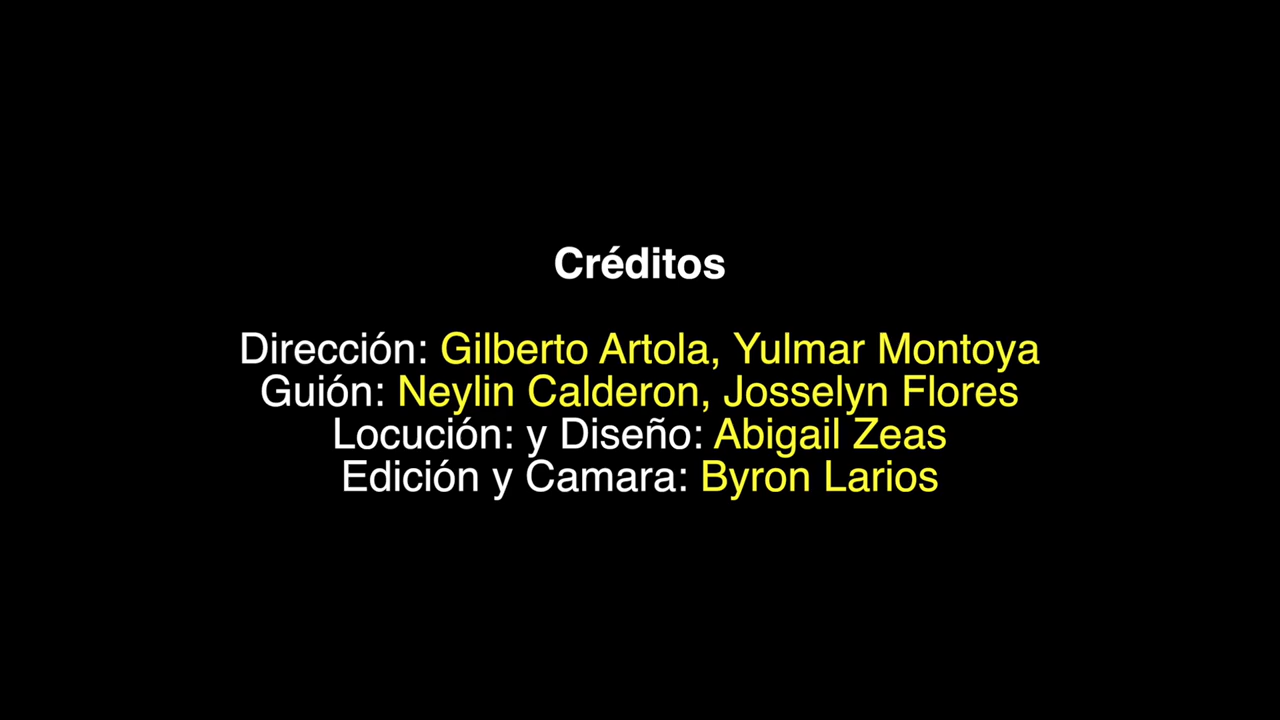 Créditos
Dirección: Gilberto Artola, Yulmar Montoya
Guión: Neylin Calderon, Josselyn Flores
Locución: y Diseño: Abigail Zeas
Edición y Camara: Byron Larios